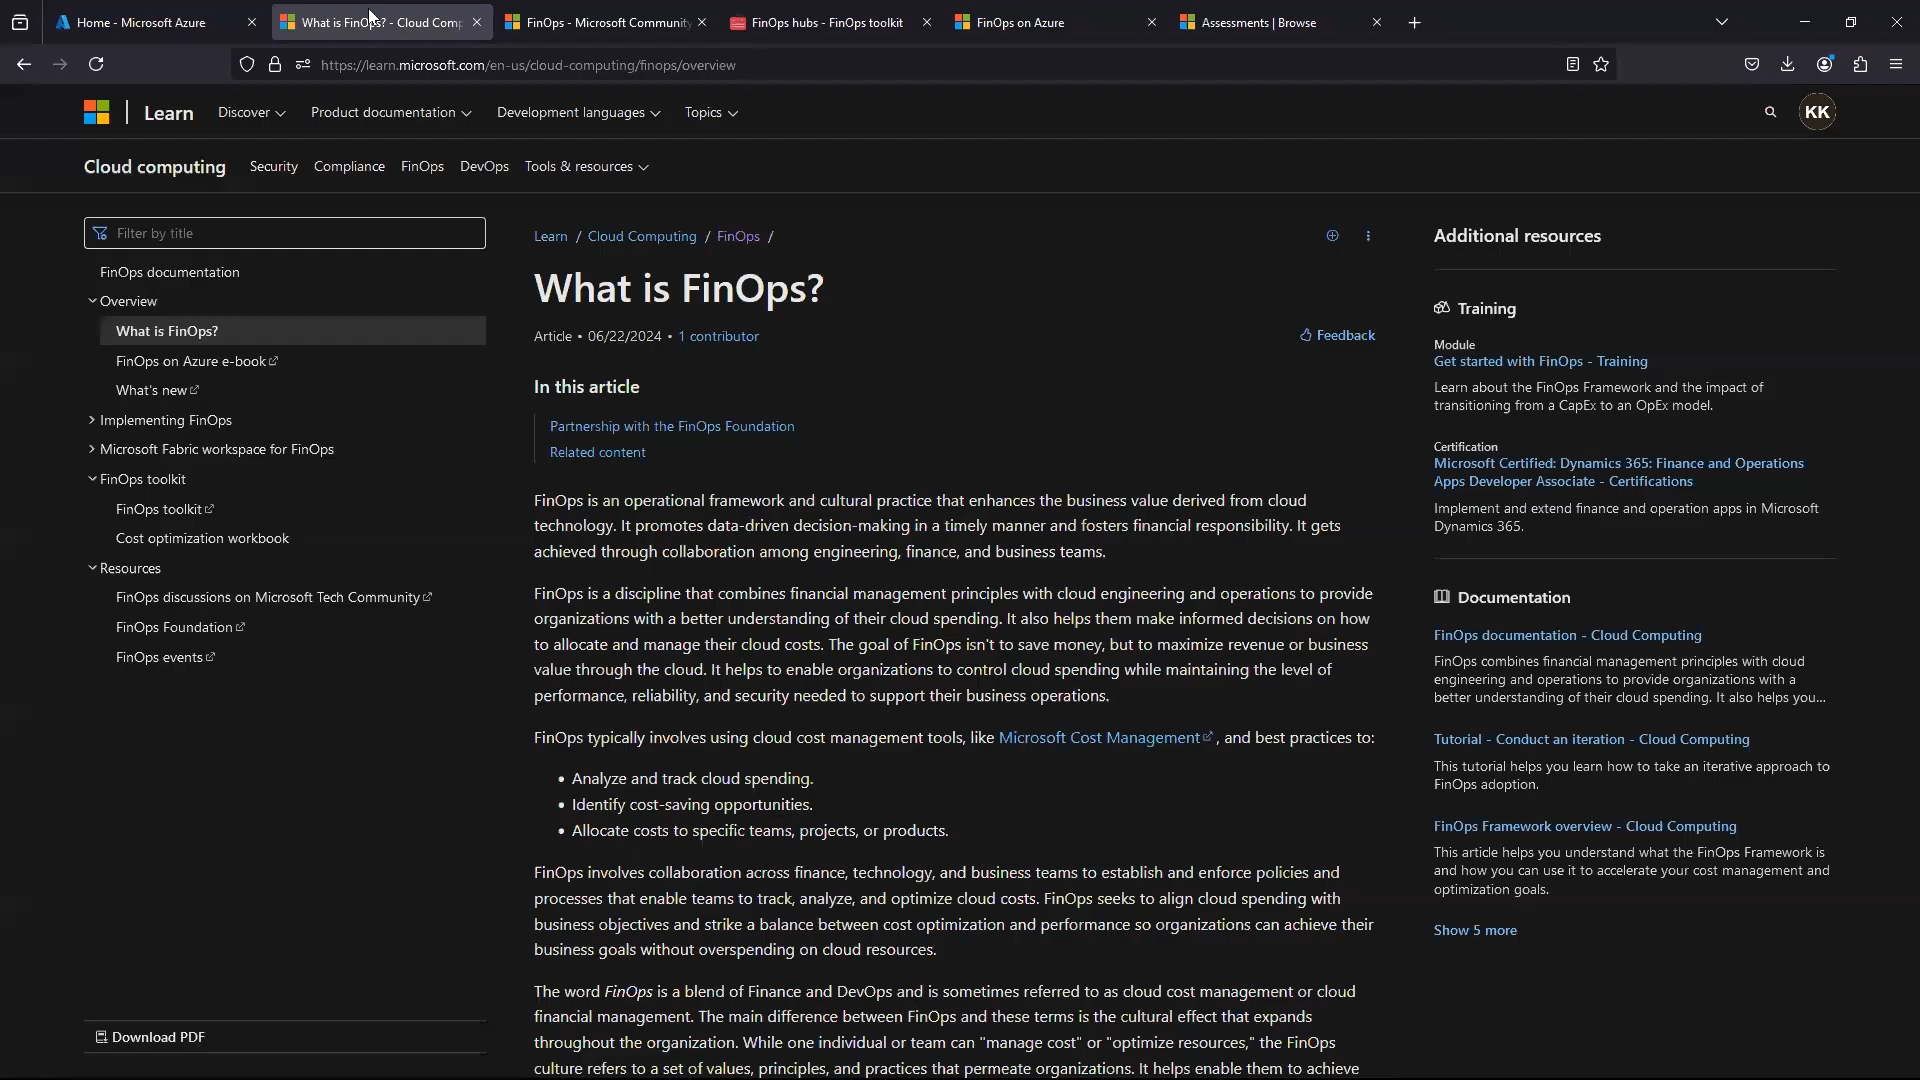 Home - Microsoft Azure
What is FinOps? - Cloud Comp
FinOps - Microsoft Community
FinOps hubs - FinOps toolkit
FinOps on Azure
Assessments | Browse
https://learn.microsoft.com/en-us/cloud-computing/finops/overview
Learn Discover Product documentation Development languages Topics
KK
Cloud computing Security Compliance FinOps DevOps Tools & resources
Filter by title
FinOps documentation
Overview
What is FinOps?
FinOps on Azure e-book
What's new
Implementing FinOps
Microsoft Fabric workspace for FinOps
FinOps toolkit
FinOps toolkit
Cost optimization workbook
Resources
FinOps discussions on Microsoft Tech Community
FinOps Foundation
FinOps events
Download PDF
Learn / Cloud Computing / FinOps /
What is FinOps?
Article • 06/22/2024 • 1 contributor
Feedback
In this article
Partnership with the FinOps Foundation
Related content
FinOps is an operational framework and cultural practice that enhances the business value derived from cloud
technology. It promotes data-driven decision-making in a timely manner and fosters financial responsibility. It gets
achieved through collaboration among engineering, finance, and business teams.
FinOps is a discipline that combines financial management principles with cloud engineering and operations to provide
organizations with a better understanding of their cloud spending. It also helps them make informed decisions on how
to allocate and manage their cloud costs. The goal of FinOps isn't to save money, but to maximize revenue or business
value through the cloud. It helps to enable organizations to control cloud spending while maintaining the level of
performance, reliability, and security needed to support their business operations.
FinOps typically involves using cloud cost management tools, like Microsoft Cost Management, and best practices to:
• Analyze and track cloud spending.
• Identify cost-saving opportunities.
• Allocate costs to specific teams, projects, or products.
FinOps involves collaboration across finance, technology, and business teams to establish and enforce policies and
processes that enable teams to track, analyze, and optimize cloud costs. FinOps seeks to align cloud spending with
business objectives and strike a balance between cost optimization and performance so organizations can achieve their
business goals without overspending on cloud resources.
The word FinOps is a blend of Finance and DevOps and is sometimes referred to as cloud cost management or cloud
financial management. The main difference between FinOps and these terms is the cultural effect that expands
throughout the organization. While one individual or team can "manage cost" or "optimize resources," the FinOps
culture refers to a set of values, principles, and practices that permeate organizations. It helps enable them to achieve
Additional resources
Training
Module
Get started with FinOps - Training
Learn about the FinOps Framework and the impact of
transitioning from a CapEx to an OpEx model.
Certification
Microsoft Certified: Dynamics 365: Finance and Operations
Apps Developer Associate - Certifications
Implement and extend finance and operation apps in Microsoft
Dynamics 365.
Documentation
FinOps documentation - Cloud Computing
FinOps combines financial management principles with cloud
engineering and operations to provide organizations with a
better understanding of their cloud spending. It also helps you...
Tutorial - Conduct an iteration - Cloud Computing
This tutorial helps you learn how to take an iterative approach to
FinOps adoption.
FinOps Framework overview - Cloud Computing
This article helps you understand what the FinOps Framework is
and how you can use it to accelerate your cost management and
optimization goals.
Show 5 more